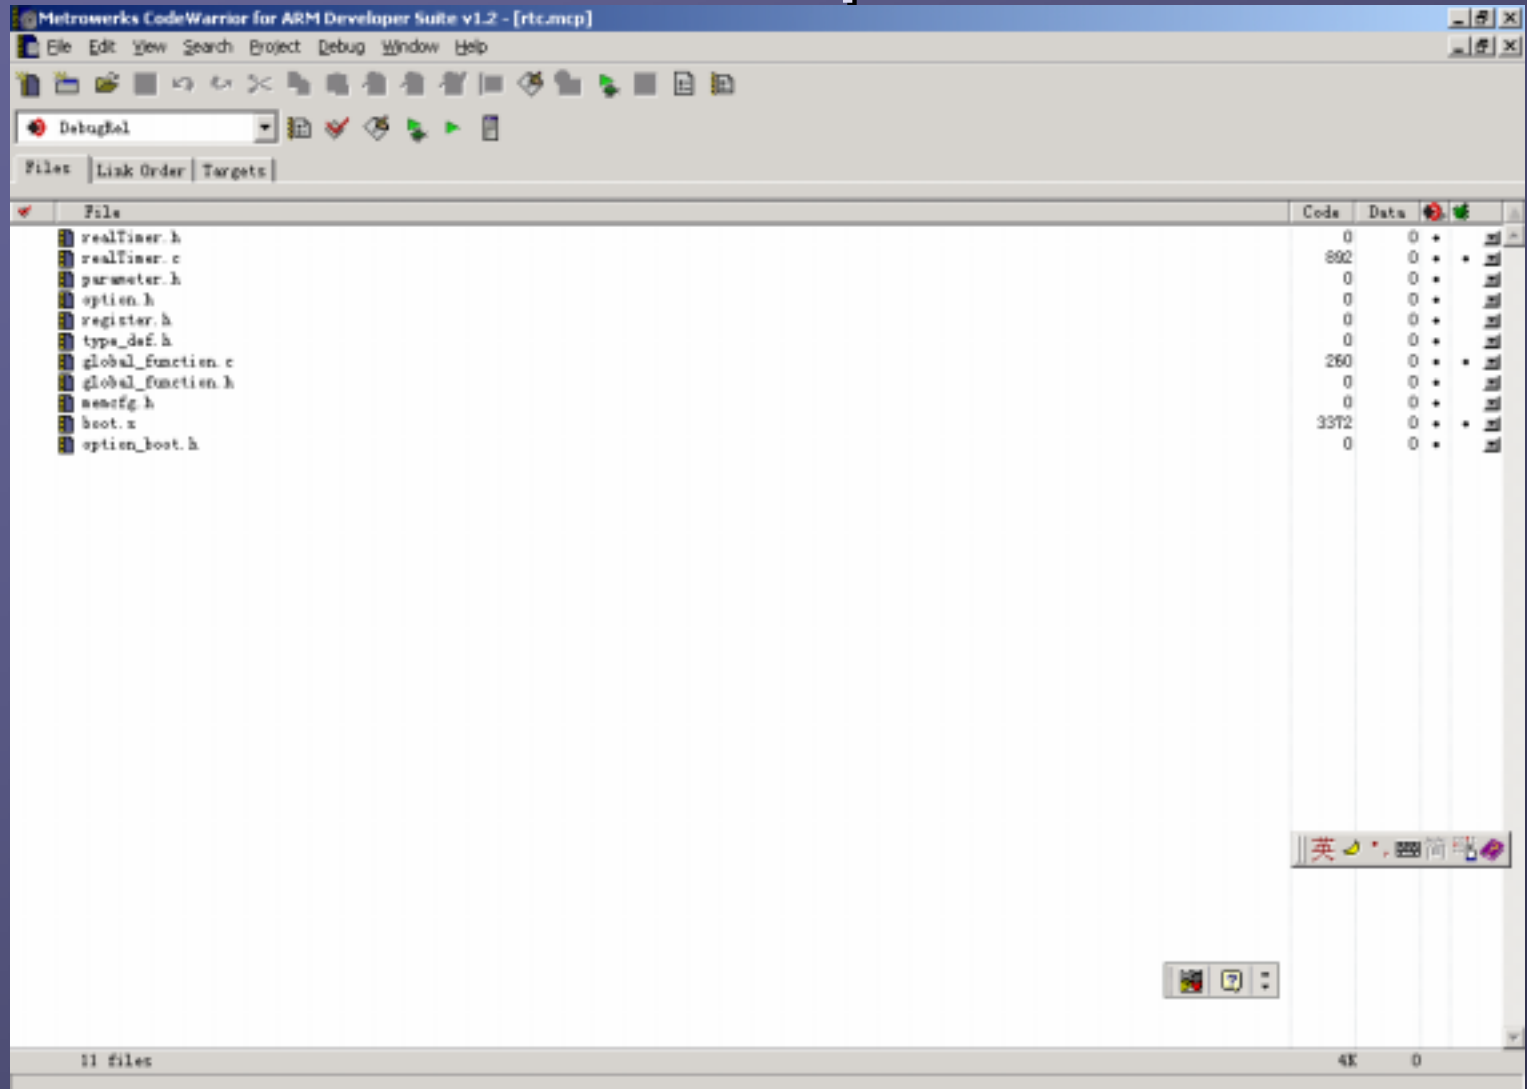 Metrowerks CodeWarrior for ARM Developer Suite v1.2 - [rtc.mcp]
File Edit View Search Project Debug Window Help
DebugRel
Files Link Order Targets
File Code Data
realTimer.h 0 0
realTimer.c 892 0
parameter.h 0 0
option.h 0 0
register.h 0 0
type_def.h 0 0
global_function.c 260 0
global_function.h 0 0
memcfg.h 0 0
boot.s 3372 0
option_boot.h 0 0
英 简
11 files 4K 0